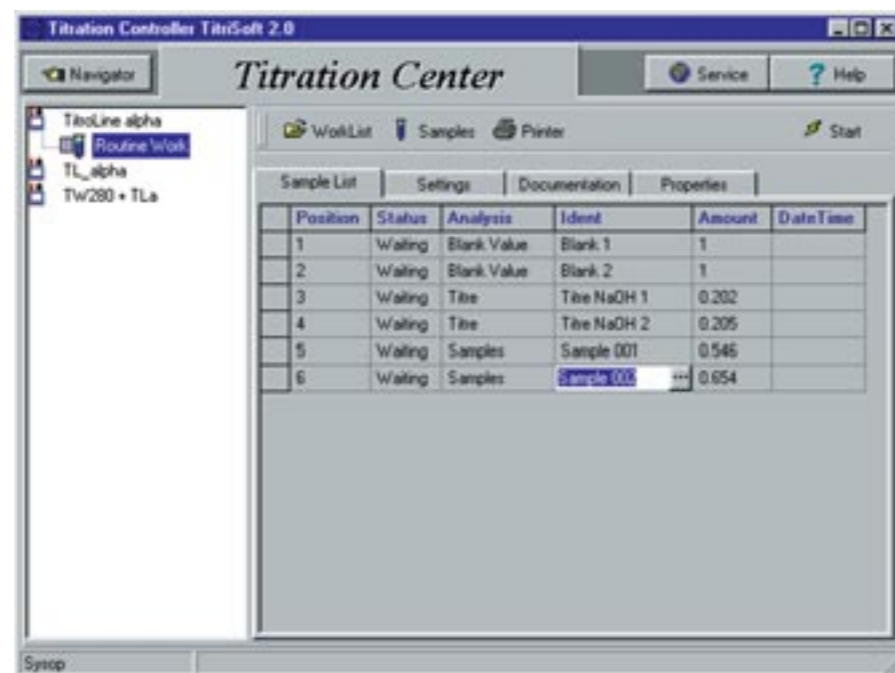 Titration Controller TitriSoft 2.0
Navigator Titration Center Service ? Help
TitroLine alpha
Routine Work
TL_alpha
TW280 + TLa
WorkList Samples Printer Start
Sample List Settings Documentation Properties
Position Status Analysis Ident Amount DateTime
1 Waiting Blank Value Blank 1 1
2 Waiting Blank Value Blank 2 1
3 Waiting Titre Titre NaOH 1 0.202
4 Waiting Titre Titre NaOH 2 0.205
5 Waiting Samples Sample 001 0.546
6 Waiting Samples Sample 002 ... 0.654
Sysop